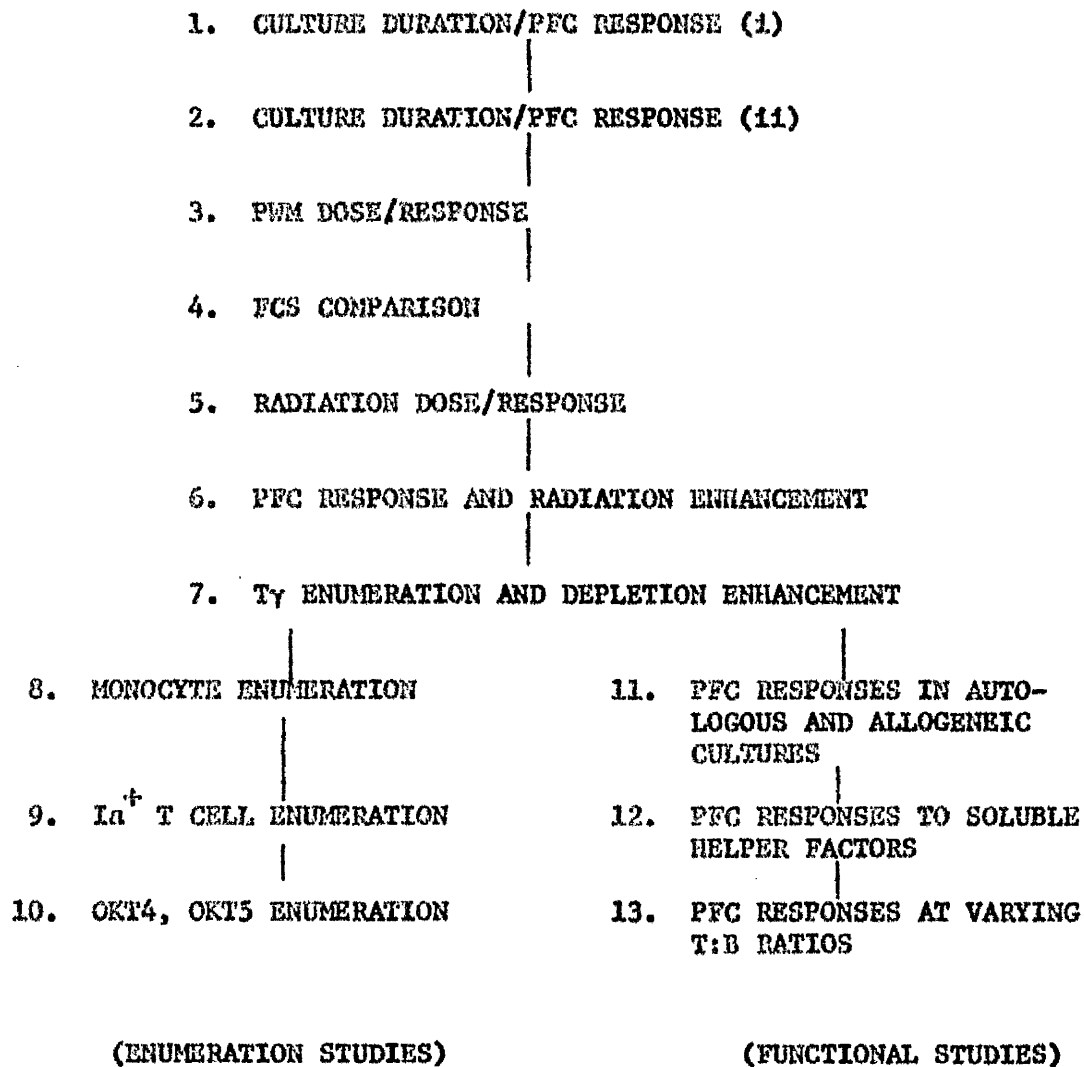 1. CULTURE DURATION/PFC RESPONSE (i)
2. CULTURE DURATION/PFC RESPONSE (ii)
3. PWM DOSE/RESPONSE
4. FCS COMPARISON
5. RADIATION DOSE/RESPONSE
6. PFC RESPONSE AND RADIATION ENHANCEMENT
7. Tγ ENUMERATION AND DEPLETION ENHANCEMENT
8. MONOCYTE ENUMERATION
9. Ia+ T CELL ENUMERATION
10. OKT4, OKT5 ENUMERATION
(ENUMERATION STUDIES)
11. PFC RESPONSES IN AUTO-
LOGOUS AND ALLOGENEIC
CULTURES
12. PFC RESPONSES TO SOLUBLE
HELPER FACTORS
13. PFC RESPONSES AT VARYING
T:B RATIOS
(FUNCTIONAL STUDIES)